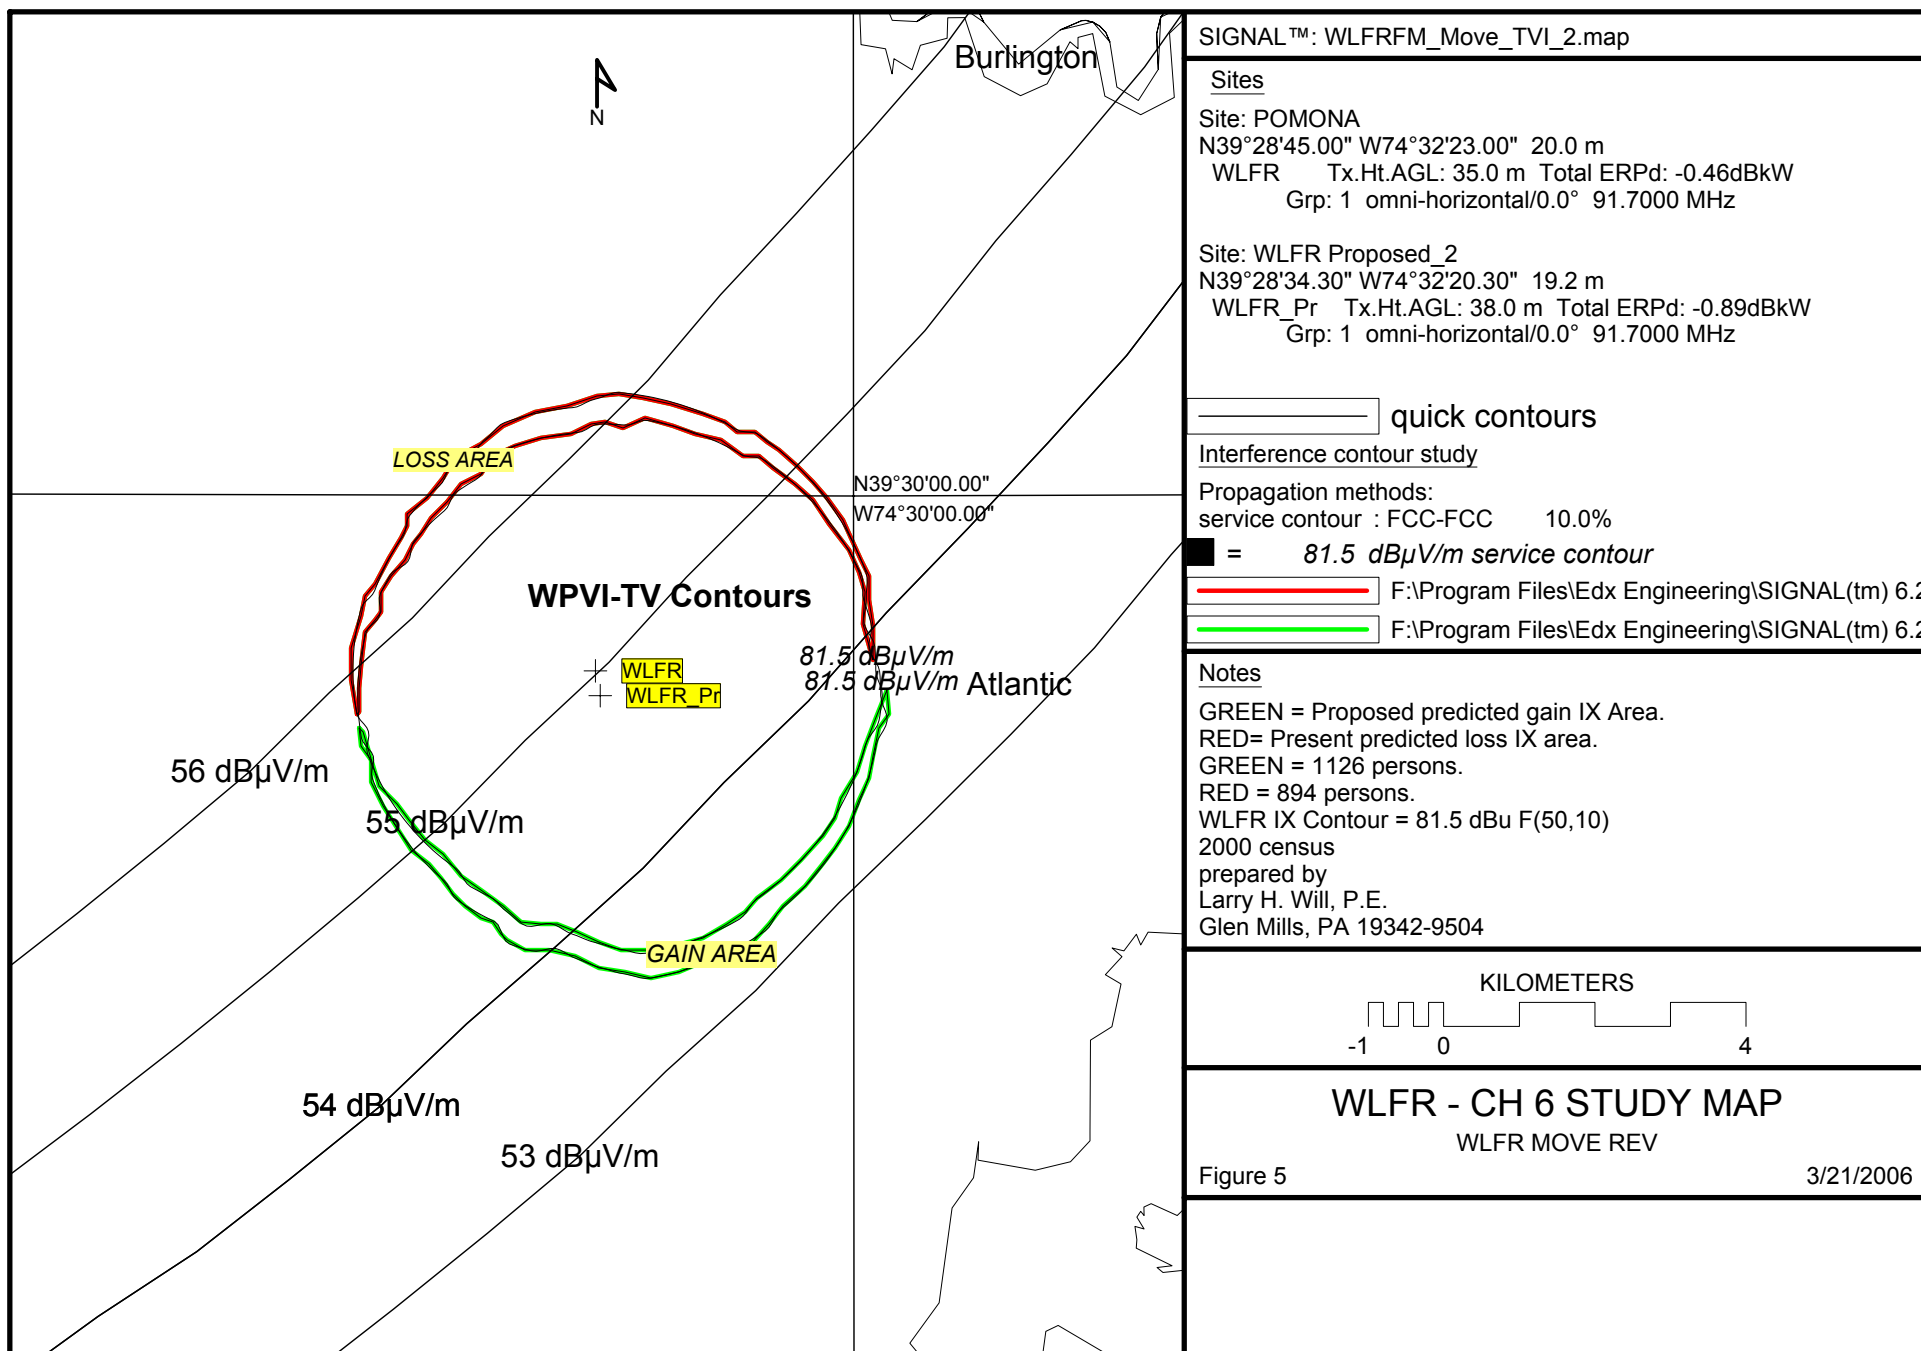 Burlington
N
LOSS AREA
N39°30'00.00"
W74°30'00.00"
WPVI-TV Contours
81.5 dBµV/m
81.5 dBµV/m
Atlantic
WLFR
WLFR_Pr
56 dBµV/m
55 dBµV/m
GAIN AREA
54 dBµV/m
53 dBµV/m
SIGNAL™: WLFRFM_Move_TVI_2.map
Sites
Site: POMONA
N39°28'45.00" W74°32'23.00" 20.0 m
WLFR Tx.Ht.AGL: 35.0 m Total ERPd: -0.46dBkW
Grp: 1 omni-horizontal/0.0° 91.7000 MHz
Site: WLFR Proposed_2
N39°28'34.30" W74°32'20.30" 19.2 m
WLFR_Pr Tx.Ht.AGL: 38.0 m Total ERPd: -0.89dBkW
Grp: 1 omni-horizontal/0.0° 91.7000 MHz
quick contours
Interference contour study
Propagation methods:
service contour : FCC-FCC 10.0%
= 81.5 dBµV/m service contour
F:\Program Files\Edx Engineering\SIGNAL(tm) 6.2
F:\Program Files\Edx Engineering\SIGNAL(tm) 6.2
Notes
GREEN = Proposed predicted gain IX Area.
RED= Present predicted loss IX area.
GREEN = 1126 persons.
RED = 894 persons.
WLFR IX Contour = 81.5 dBu F(50,10)
2000 census
prepared by
Larry H. Will, P.E.
Glen Mills, PA 19342-9504
KILOMETERS
-1 0 4
WLFR - CH 6 STUDY MAP
WLFR MOVE REV
Figure 5 3/21/2006